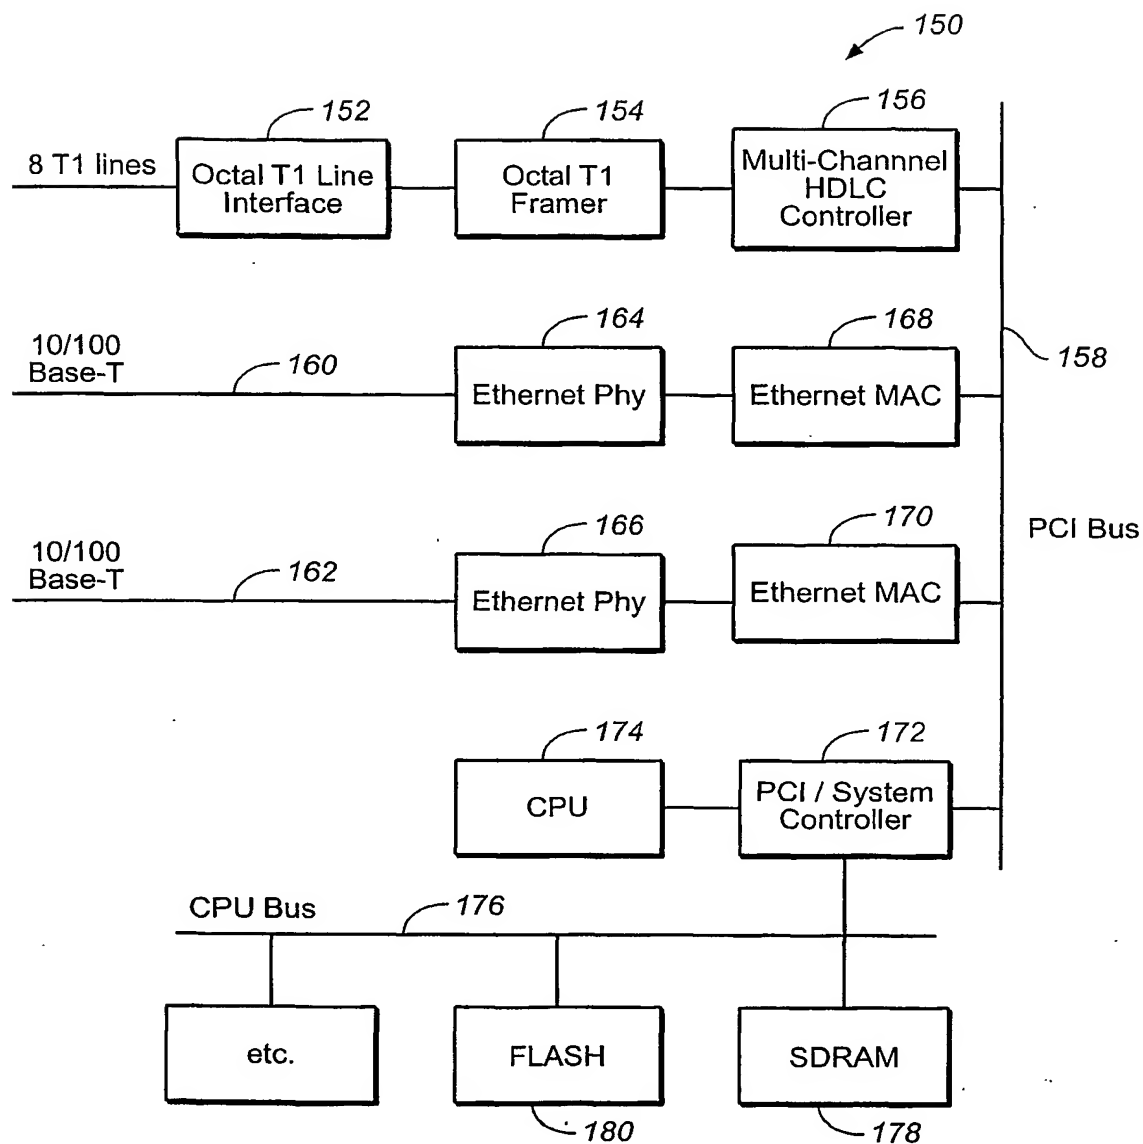 150
152
154
156
8 T1 lines
Octal T1 Line
Interface
Octal T1
Framer
Multi-Channnel
HDLC
Controller
10/100
Base-T
160
164
168
158
Ethernet Phy
Ethernet MAC
10/100
Base-T
162
166
170
PCI Bus
Ethernet Phy
Ethernet MAC
174
172
CPU
PCI / System
Controller
CPU Bus
176
etc.
FLASH
SDRAM
180
178